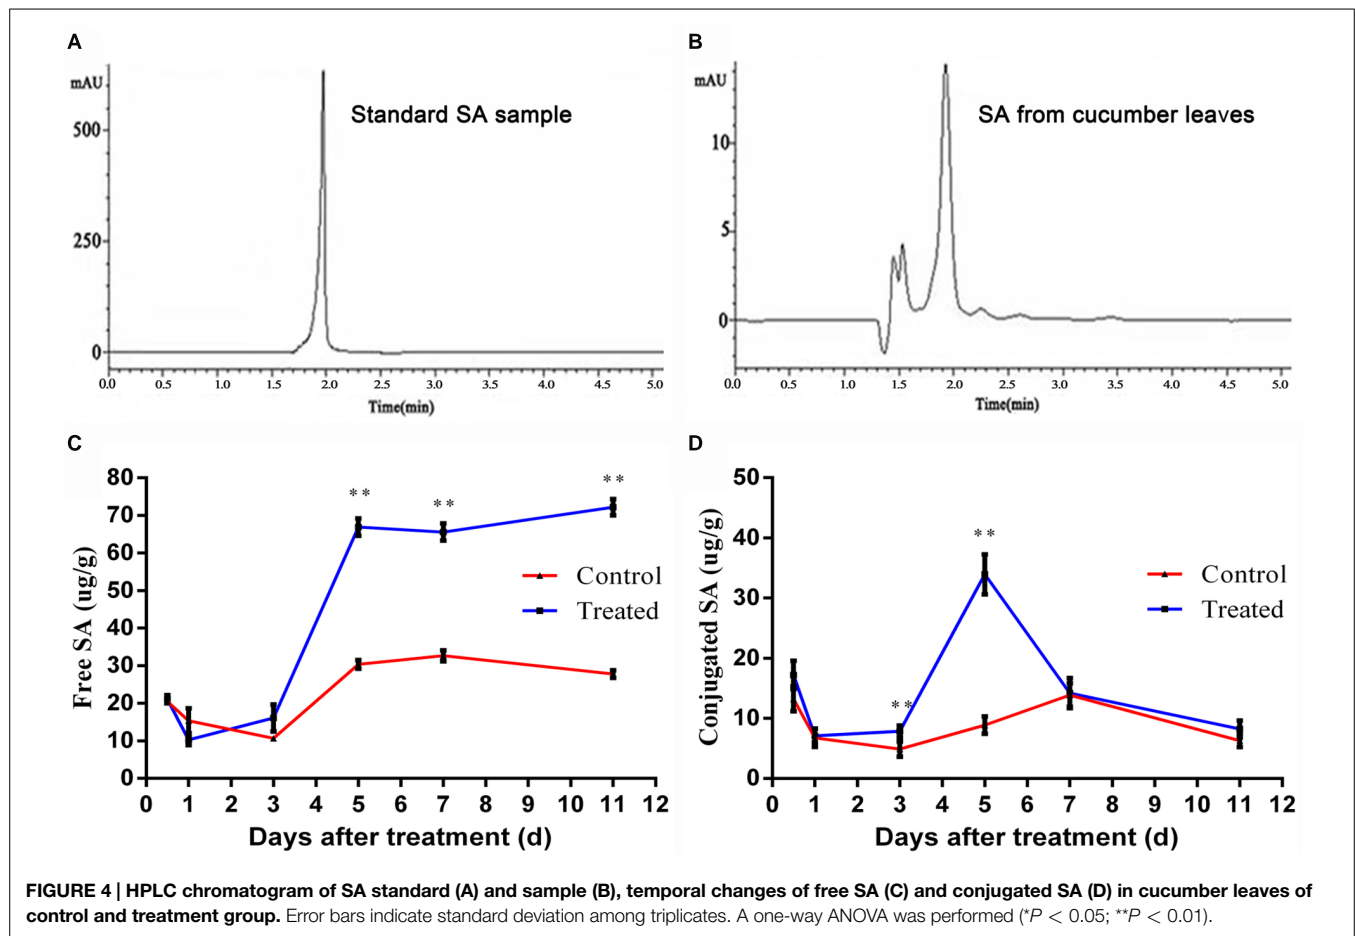 A
mAU
500
250
0
Standard SA sample
0.0 0.5 1.0 1.5 2.0 2.5 3.0 3.5 4.0 4.5 5.0
Time(min)
B
mAU
10
5
0
SA from cucumber leaves
0.0 0.5 1.0 1.5 2.0 2.5 3.0 3.5 4.0 4.5 5.0
Time(min)
C
Free SA (ug/g)
80
70
60
50
40
30
20
10
0
** ** **
Control
Treated
0 1 2 3 4 5 6 7 8 9 10 11 12
Days after treatment (d)
D
Conjugated SA (ug/g)
50
40
30
20
10
0
**
**
Control
Treated
0 1 2 3 4 5 6 7 8 9 10 11 12
Days after treatment (d)
FIGURE 4 | HPLC chromatogram of SA standard (A) and sample (B), temporal changes of free SA (C) and conjugated SA (D) in cucumber leaves of
control and treatment group. Error bars indicate standard deviation among triplicates. A one-way ANOVA was performed (*P < 0.05; **P < 0.01).